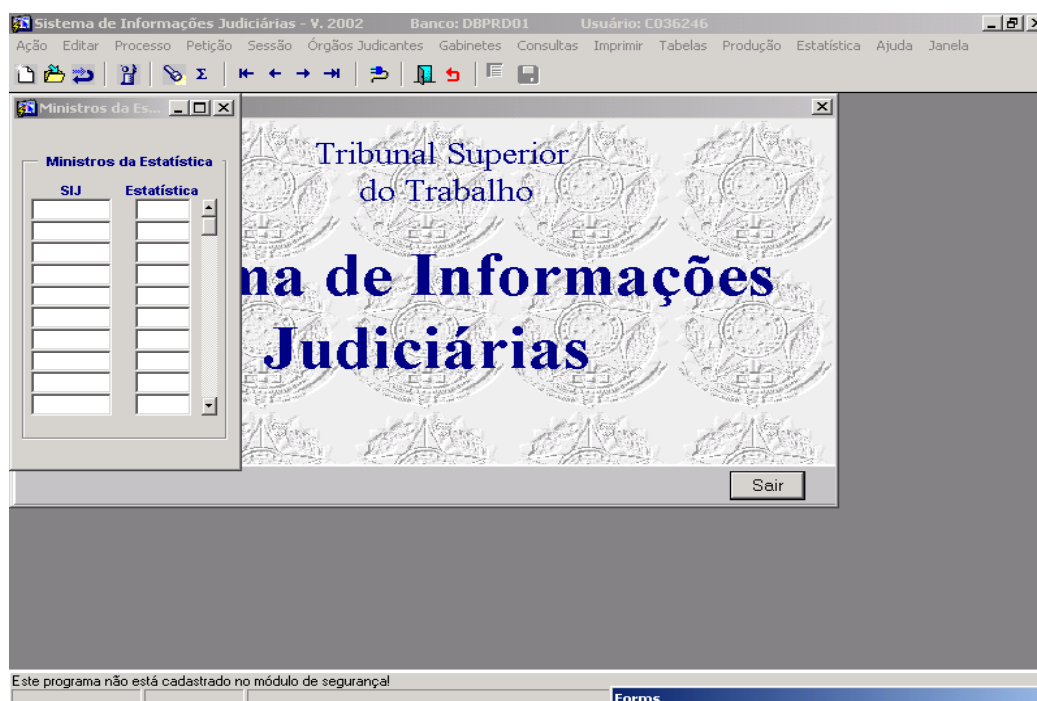 Sistema de Informações Judiciárias - V. 2002 Banco: DBPRD01 Usuário: C036246
Ação Editar Processo Petição Sessão Órgãos Judicantes Gabinetes Consultas Imprimir Tabelas Produção Estatística Ajuda Janela
Σ
Ministros da Es...
Ministros da Estatística
SIJ Estatística
Tribunal Superior
do Trabalho
ma de Informações
Judiciárias
Sair
Este programa não está cadastrado no módulo de segurança!
Forms